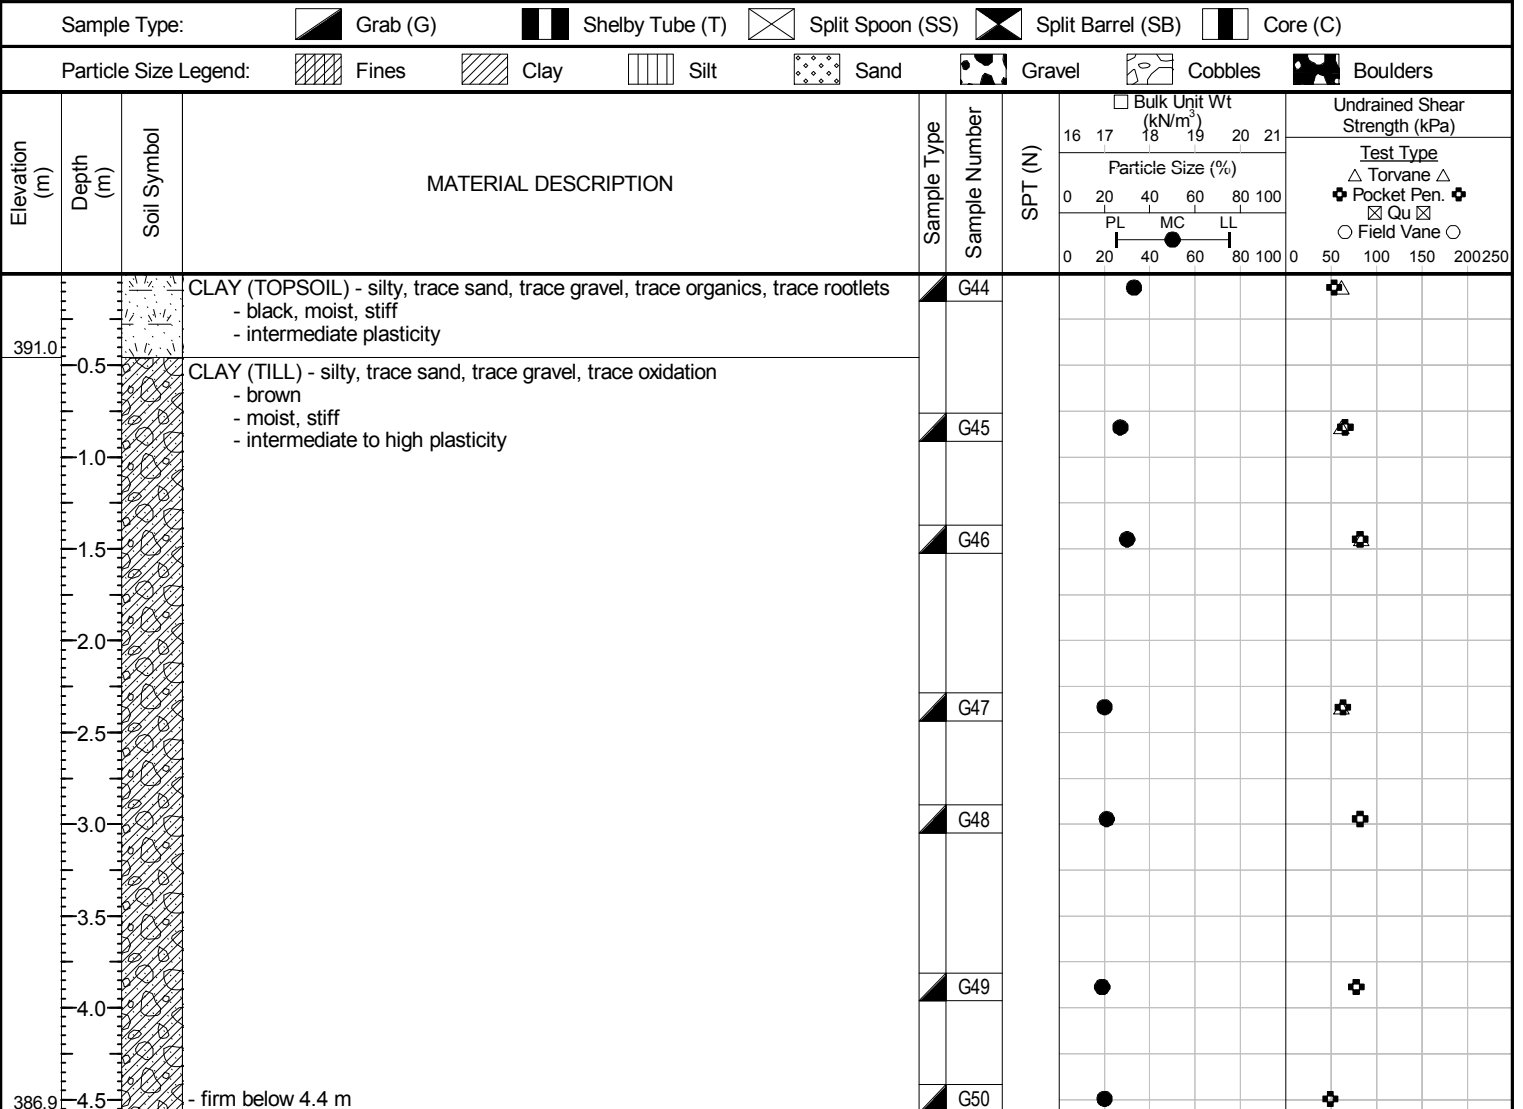 Sample Type: Grab (G) Shelby Tube (T) Split Spoon (SS) Split Barrel (SB) Core (C)
Particle Size Legend: Fines Clay Silt Sand Gravel Cobbles Boulders
Elevation (m)
Depth (m)
Soil Symbol
MATERIAL DESCRIPTION
Sample Type
Sample Number
SPT (N)
Bulk Unit Wt
(kN/m³)
16 17 18 19 20 21
Particle Size (%)
0 20 40 60 80 100
PL MC LL
0 20 40 60 80 100
Undrained Shear
Strength (kPa)
Test Type
△ Torvane △
Pocket Pen.
☒ Qu ☒
○ Field Vane ○
0 50 100 150 200 250
CLAY (TOPSOIL) - silty, trace sand, trace gravel, trace organics, trace rootlets
G44
- black, moist, stiff
- intermediate plasticity
391.0
0.5
CLAY (TILL) - silty, trace sand, trace gravel, trace oxidation
- brown
- moist, stiff
G45
- intermediate to high plasticity
1.0
G46
1.5
2.0
G47
2.5
G48
3.0
3.5
G49
4.0
386.9
4.5
- firm below 4.4 m
G50